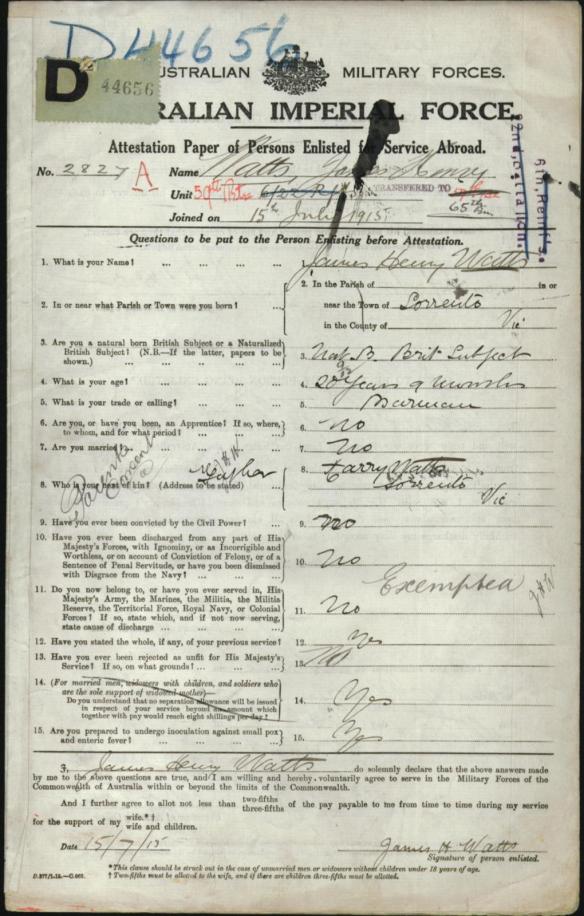 D44656
D 44656
AUSTRALIAN MILITARY FORCES.
RALIAN IMPERIAL FORCE.
Attestation Paper of Persons Enlisted for Service Abroad.
No. 2827 A Name Watts James Henry
Unit 59th Btn TRANSFERED TO 65th Bn
22nd Battalion. 6th Reinf's.
Joined on 15th July 1915
Questions to be put to the Person Enlisting before Attestation.
1. What is your Name? ... ... ... ... 1. James Henry Watts
2. In or near what Parish or Town were you born? 2. In the Parish of in or
near the Town of Sorrento
in the County of Vic
3. Are you a natural born British Subject or a Naturalized British Subject? (N.B.—If the latter, papers to be shown.) 3. Nat. B. Brit Subject
4. What is your age? ... ... ... ... 4. 20 Years 9 months
5. What is your trade or calling? ... ... ... 5. Barman
6. Are you, or have you been, an Apprentice? If so, where, to whom, and for what period? ... ... 6. no
7. Are you married? ... ... ... ... 7. no
Parents Consent
Father J H W
8. Who is your next of kin? (Address to be stated) ... 8. Harry Watts
Sorrento
Vic
9. Have you ever been convicted by the Civil Power? ... 9. no
10. Have you ever been discharged from any part of His Majesty's Forces, with Ignominy, or as Incorrigible and Worthless, or on account of Conviction of Felony, or of a Sentence of Penal Servitude, or have you been dismissed with Disgrace from the Navy? ... ... ... 10. no
Exempted J H W
11. Do you now belong to, or have you ever served in, His Majesty's Army, the Marines, the Militia, the Militia Reserve, the Territorial Force, Royal Navy, or Colonial Forces? If so, state which, and if not now serving, state cause of discharge ... ... ... 11. no
12. Have you stated the whole, if any, of your previous service? 12. yes
13. Have you ever been rejected as unfit for His Majesty's Service? If so, on what grounds? ... ... 13. No
14. (For married men, widowers with children, and soldiers who are the sole support of widowed mother—
Do you understand that no separation allowance will be issued in respect of your service beyond an amount which together with pay would reach eight shillings per day? 14. Yes
15. Are you prepared to undergo inoculation against small pox and enteric fever? ... ... ... ... 15. Yes
I, James Henry Watts do solemnly declare that the above answers made
by me to the above questions are true, and I am willing and hereby voluntarily agree to serve in the Military Forces of the
Commonwealth of Australia within or beyond the limits of the Commonwealth.
And I further agree to allot not less than two-fifths three-fifths of the pay payable to me from time to time during my service
for the support of my wife.*† wife and children.
Date 15/7/15 James H Watts
Signature of person enlisted.
*This clause should be struck out in the case of unmarried men or widowers without children under 18 years of age.
† Two-fifths must be allotted to the wife, and if there are children three-fifths must be allotted.